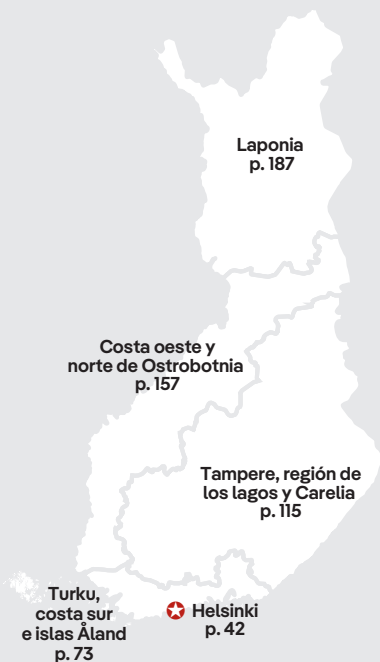 Laponia
p. 187
Costa oeste y
norte de Ostrobotnia
p. 157
Tampere, región de
los lagos y Carelia
p. 115
Turku,
costa sur
e islas Åland
p. 73
Helsinki
p. 42